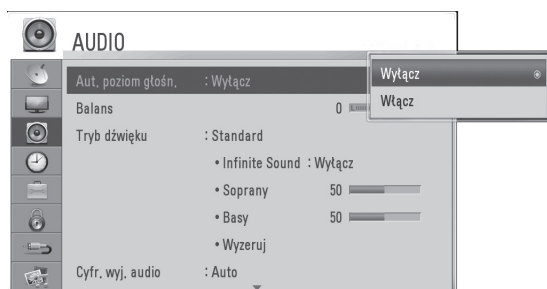 AUDIO
Aut. poziom głośn. : Wyłącz
Wyłącz
Włącz
Balans 0
Tryb dźwięku : Standard
• Infinite Sound : Wyłącz
• Soprany 50
• Basy 50
• Wyzeruj
Cyfr. wyj. audio : Auto